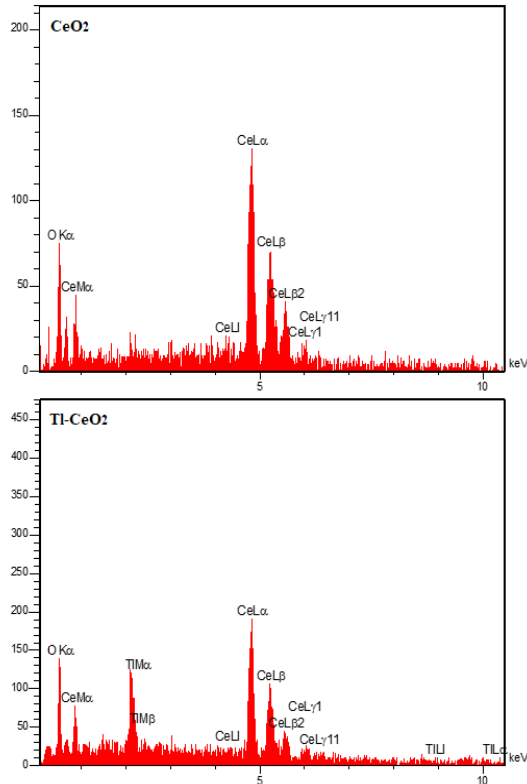 CeO2
200
150
100
50
0
CeLα
O Kα
CeLβ
CeMα
CeLβ2
CeLγ11
CeLl
CeLγ1
5
10
keV
Tl-CeO2
450
400
350
300
250
200
150
100
50
0
CeLα
O Kα
TlMα
CeLβ
CeMα
CeLγ1
TlMβ
CeLβ2
CeLl
CeLγ11
TlLl
TlLα
5
10
keV